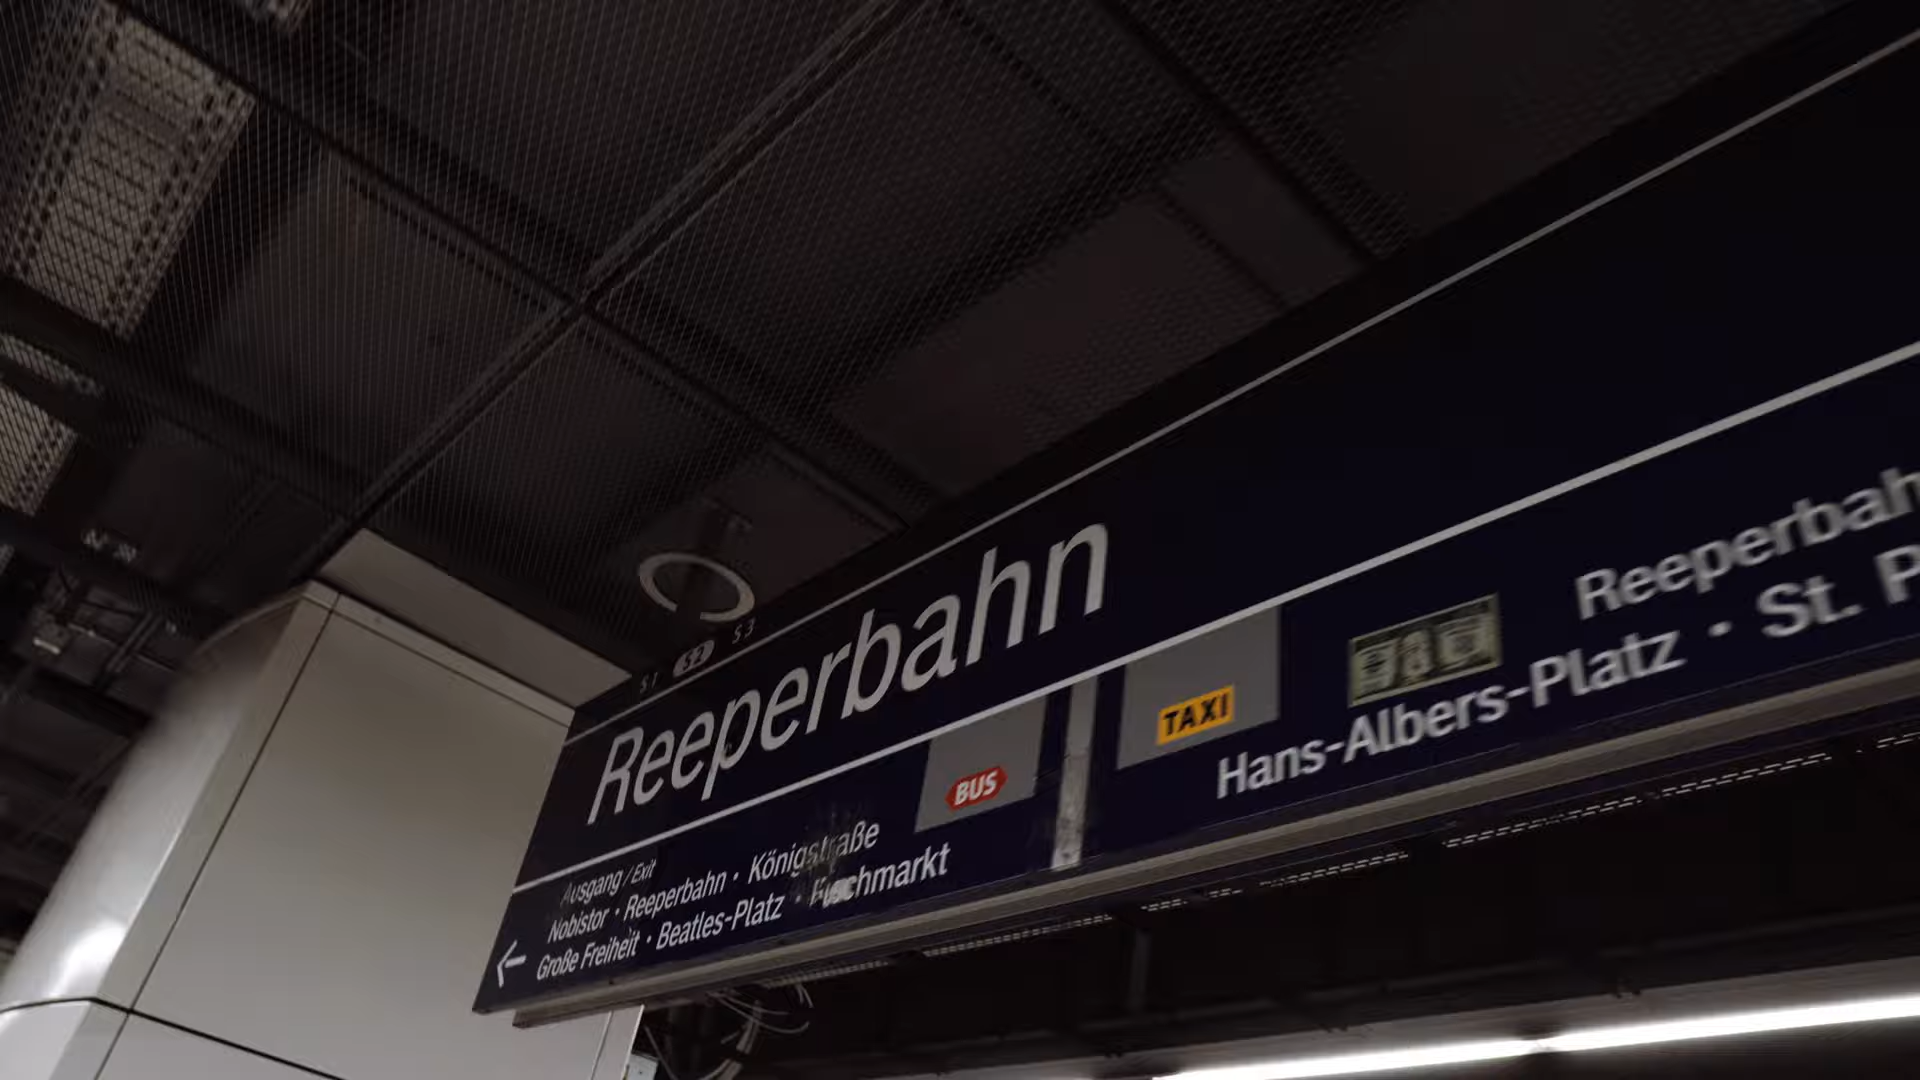 S1 S2 S3
Reeperbahn
Ausgang / Exit
Nobistor · Reeperbahn · Königstraße
Große Freiheit · Beatles-Platz · Fischmarkt
BUS
TAXI
Reeperbah
Hans-Albers-Platz · St. P